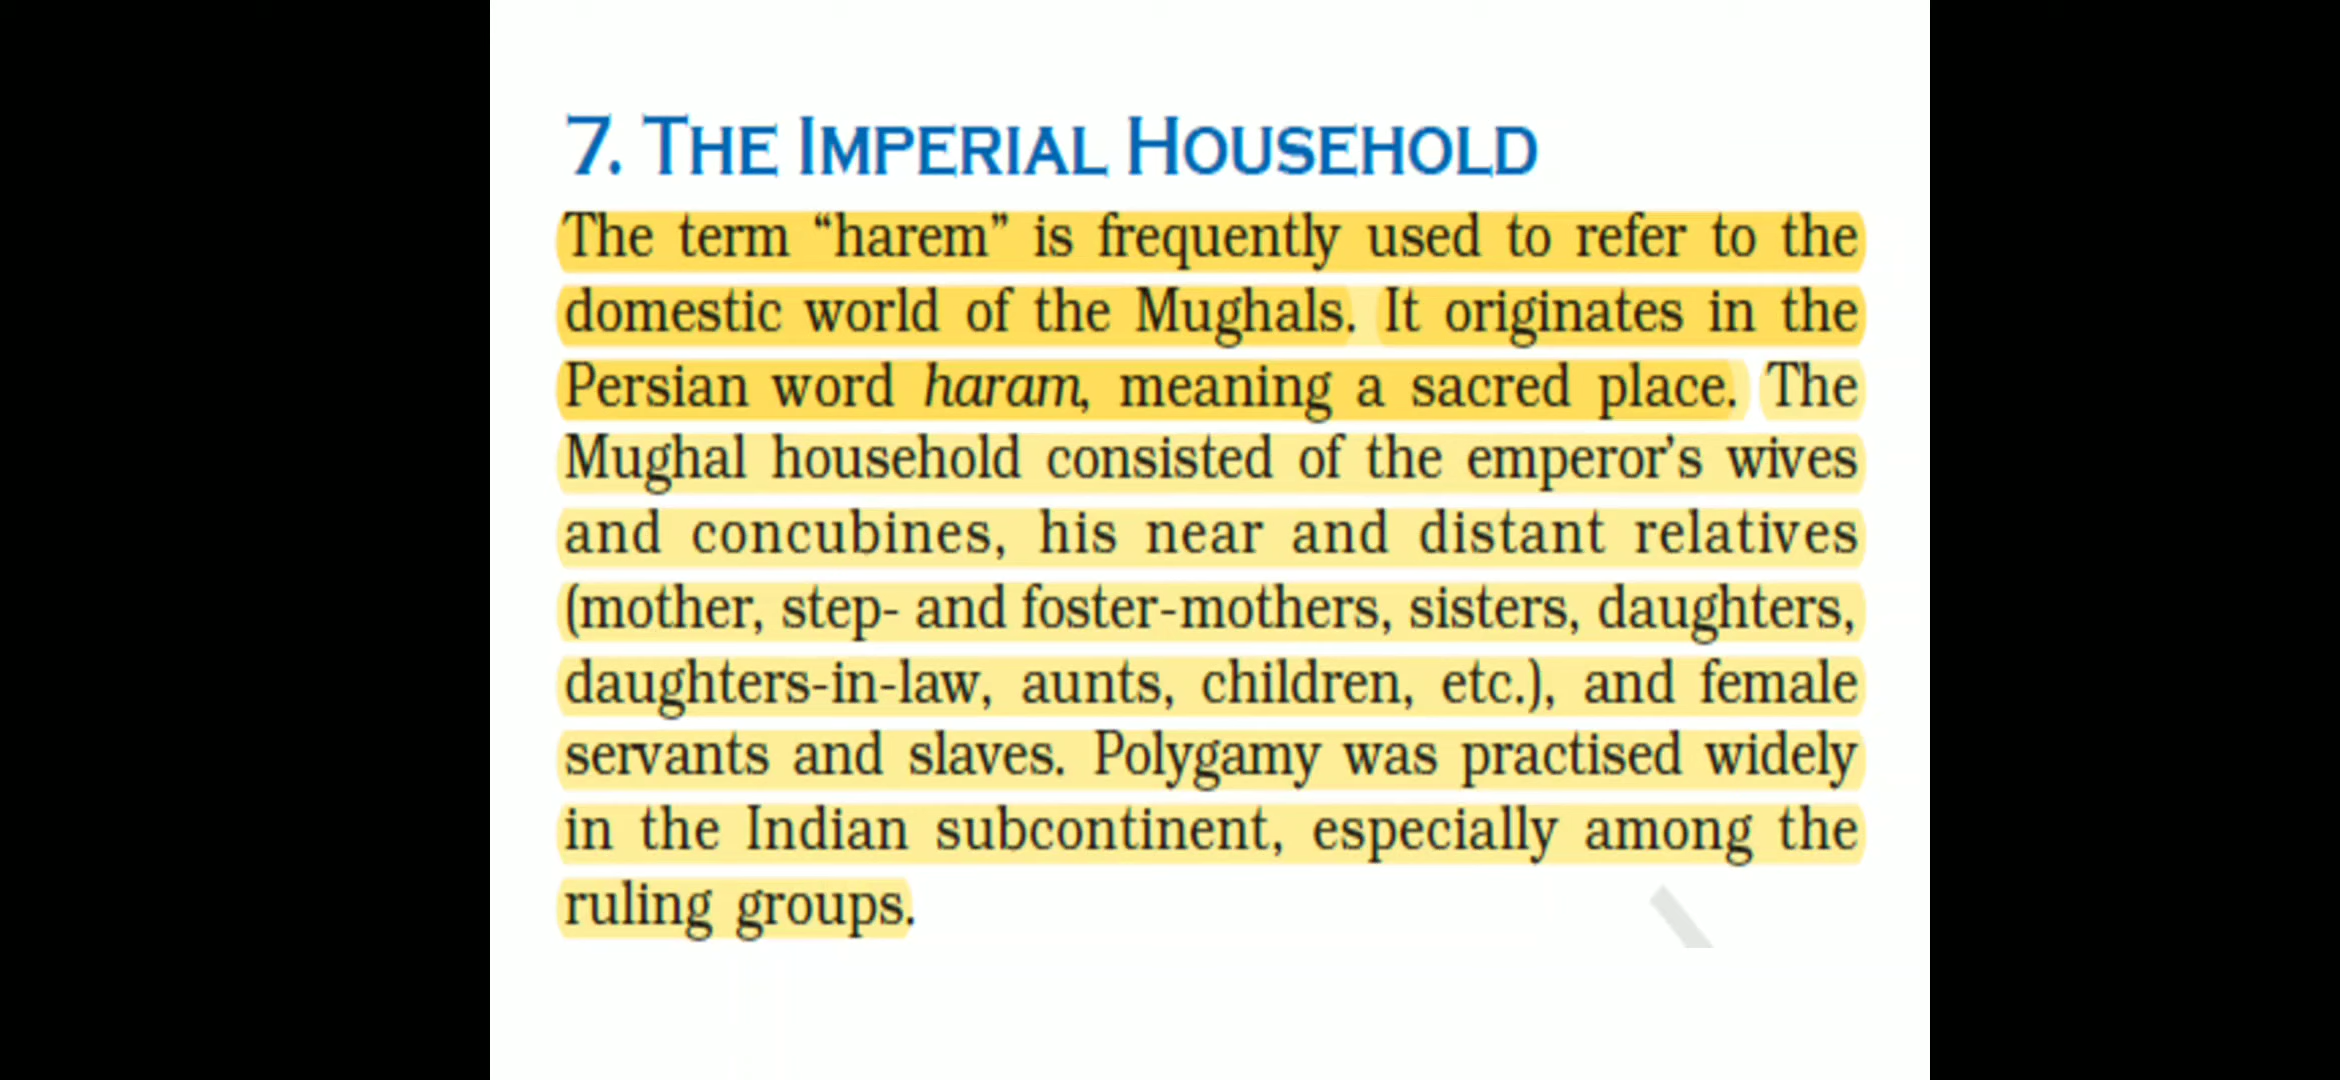 7. THE IMPERIAL HOUSEHOLD
The term “harem” is frequently used to refer to the
domestic world of the Mughals. It originates in the
Persian word haram, meaning a sacred place. The
Mughal household consisted of the emperor’s wives
and concubines, his near and distant relatives
(mother, step- and foster-mothers, sisters, daughters,
daughters-in-law, aunts, children, etc.), and female
servants and slaves. Polygamy was practised widely
in the Indian subcontinent, especially among the
ruling groups.